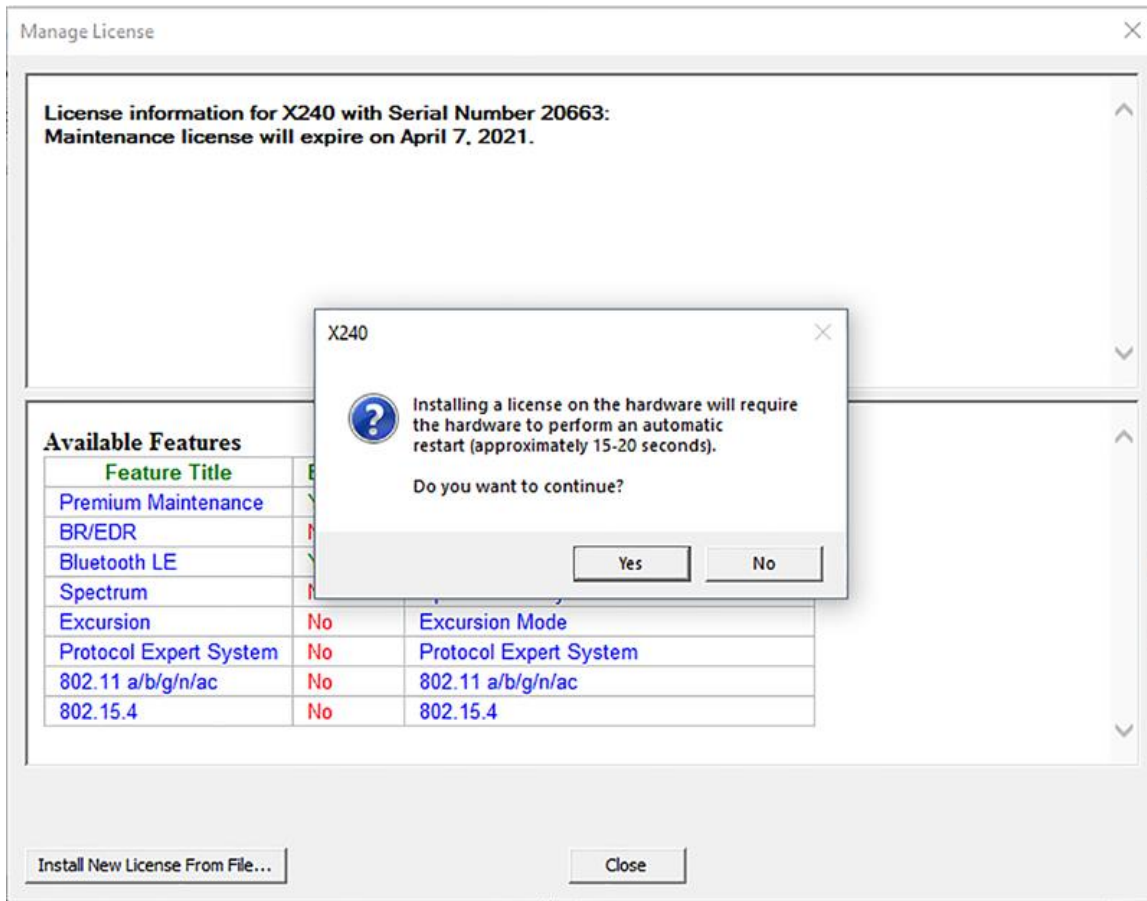 Manage License
License information for X240 with Serial Number 20663:
Maintenance license will expire on April 7, 2021.
X240
Installing a license on the hardware will require
the hardware to perform an automatic
restart (approximately 15-20 seconds).
Do you want to continue?
Yes No
Available Features
Feature Title
Premium Maintenance
BR/EDR
Bluetooth LE
Spectrum
Excursion No Excursion Mode
Protocol Expert System No Protocol Expert System
802.11 a/b/g/n/ac No 802.11 a/b/g/n/ac
802.15.4 No 802.15.4
Install New License From File... Close